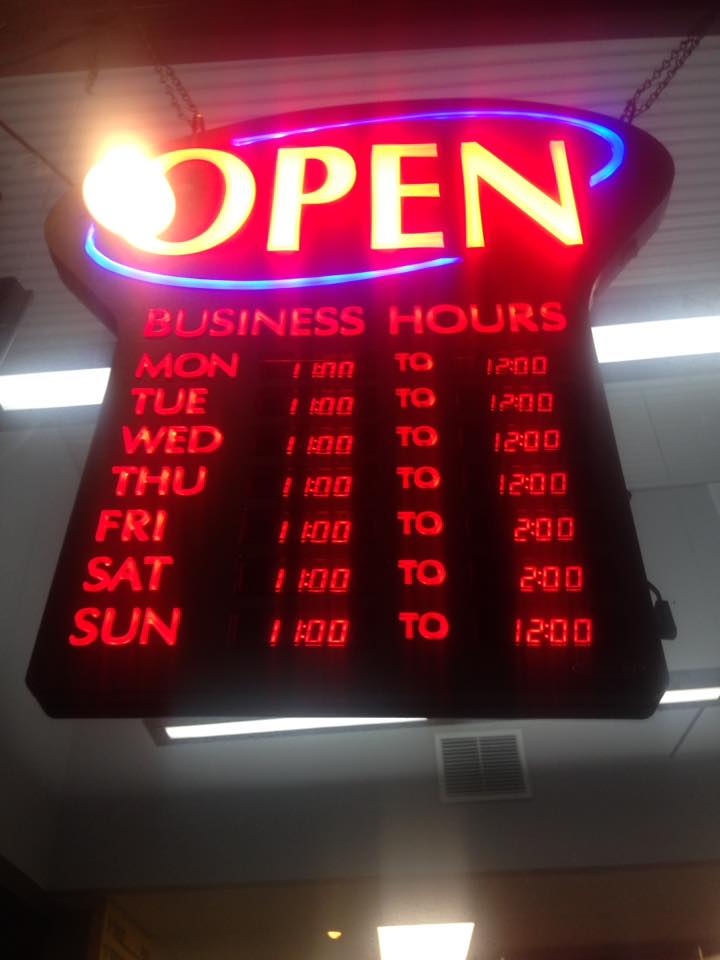 OPEN
BUSINESS HOURS
MON 11:00 TO 12:00
TUE 11:00 TO 12:00
WED 11:00 TO 12:00
THU 11:00 TO 12:00
FRI 11:00 TO 2:00
SAT 11:00 TO 2:00
SUN 11:00 TO 12:00